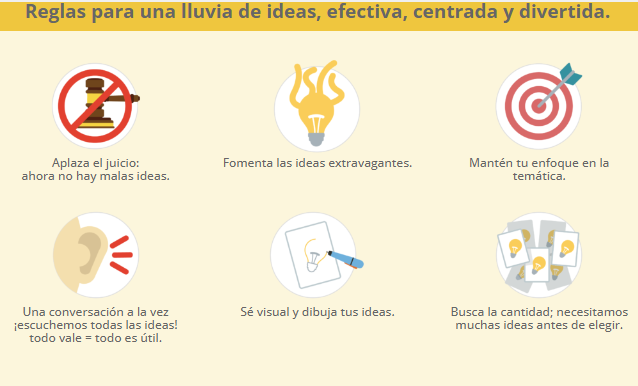 Reglas para una lluvia de ideas, efectiva, centrada y divertida.
Aplaza el juicio:
ahora no hay malas ideas.
Fomenta las ideas extravagantes.
Mantén tu enfoque en la
temática.
Una conversación a la vez
¡escuchemos todas las ideas!
todo vale = todo es útil.
Sé visual y dibuja tus ideas.
Busca la cantidad; necesitamos
muchas ideas antes de elegir.